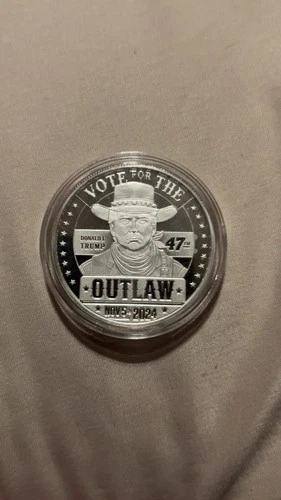 VOTE FOR THE
DONALD J.
TRUMP
47TH
OUTLAW
NOV 5, 2024